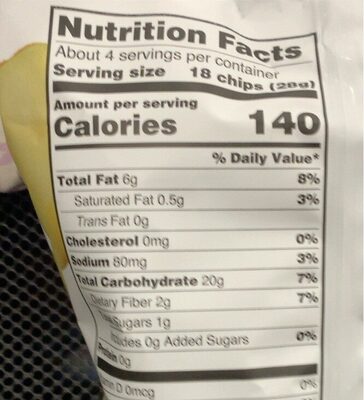 Nutrition Facts
About 4 servings per container
Serving size 18 chips (28g)
Amount per serving
Calories 140
% Daily Value*
Total Fat 6g 8%
Saturated Fat 0.5g 3%
Trans Fat 0g
Cholesterol 0mg 0%
Sodium 80mg 3%
Total Carbohydrate 20g 7%
Dietary Fiber 2g 7%
Sugars 1g
0g Added Sugars 0%
Protein 0g
D 0mcg 0%